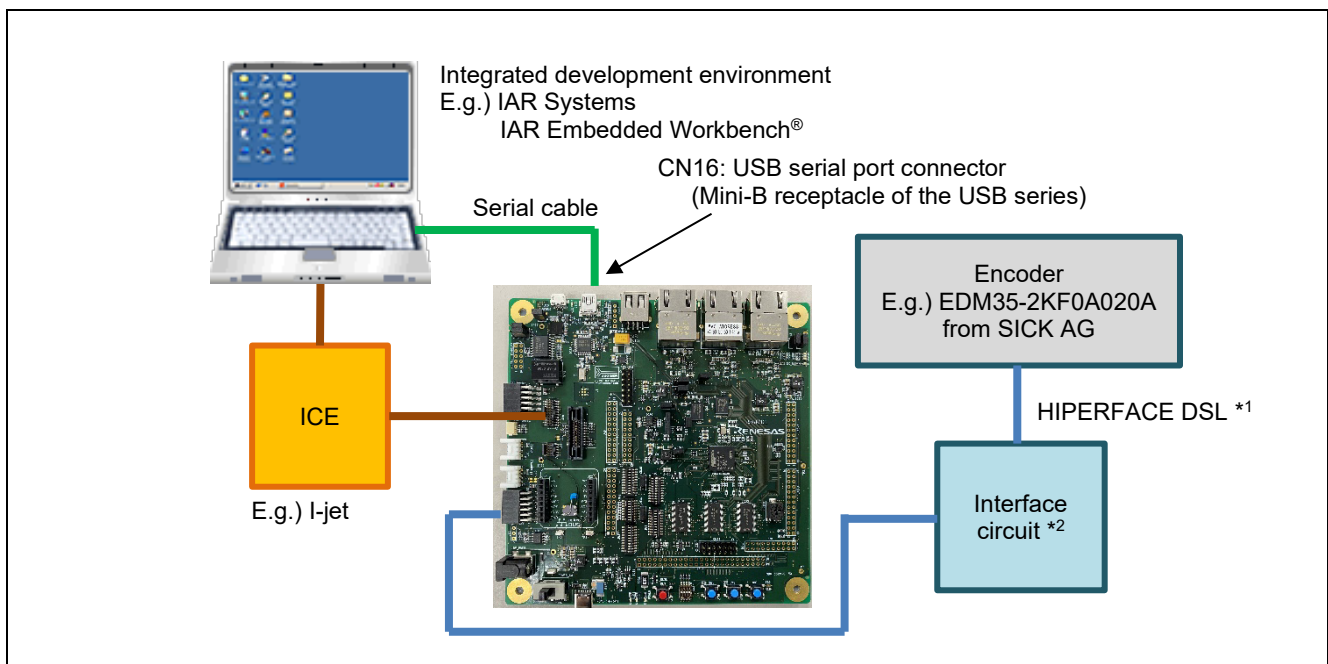 Integrated development environment
E.g.) IAR Systems
IAR Embedded Workbench®
CN16: USB serial port connector
(Mini-B receptacle of the USB series)
Serial cable
Encoder
E.g.) EDM35-2KF0A020A
from SICK AG
ICE
HIPERFACE DSL *1
RENESAS
E.g.) I-jet
Interface
circuit *2